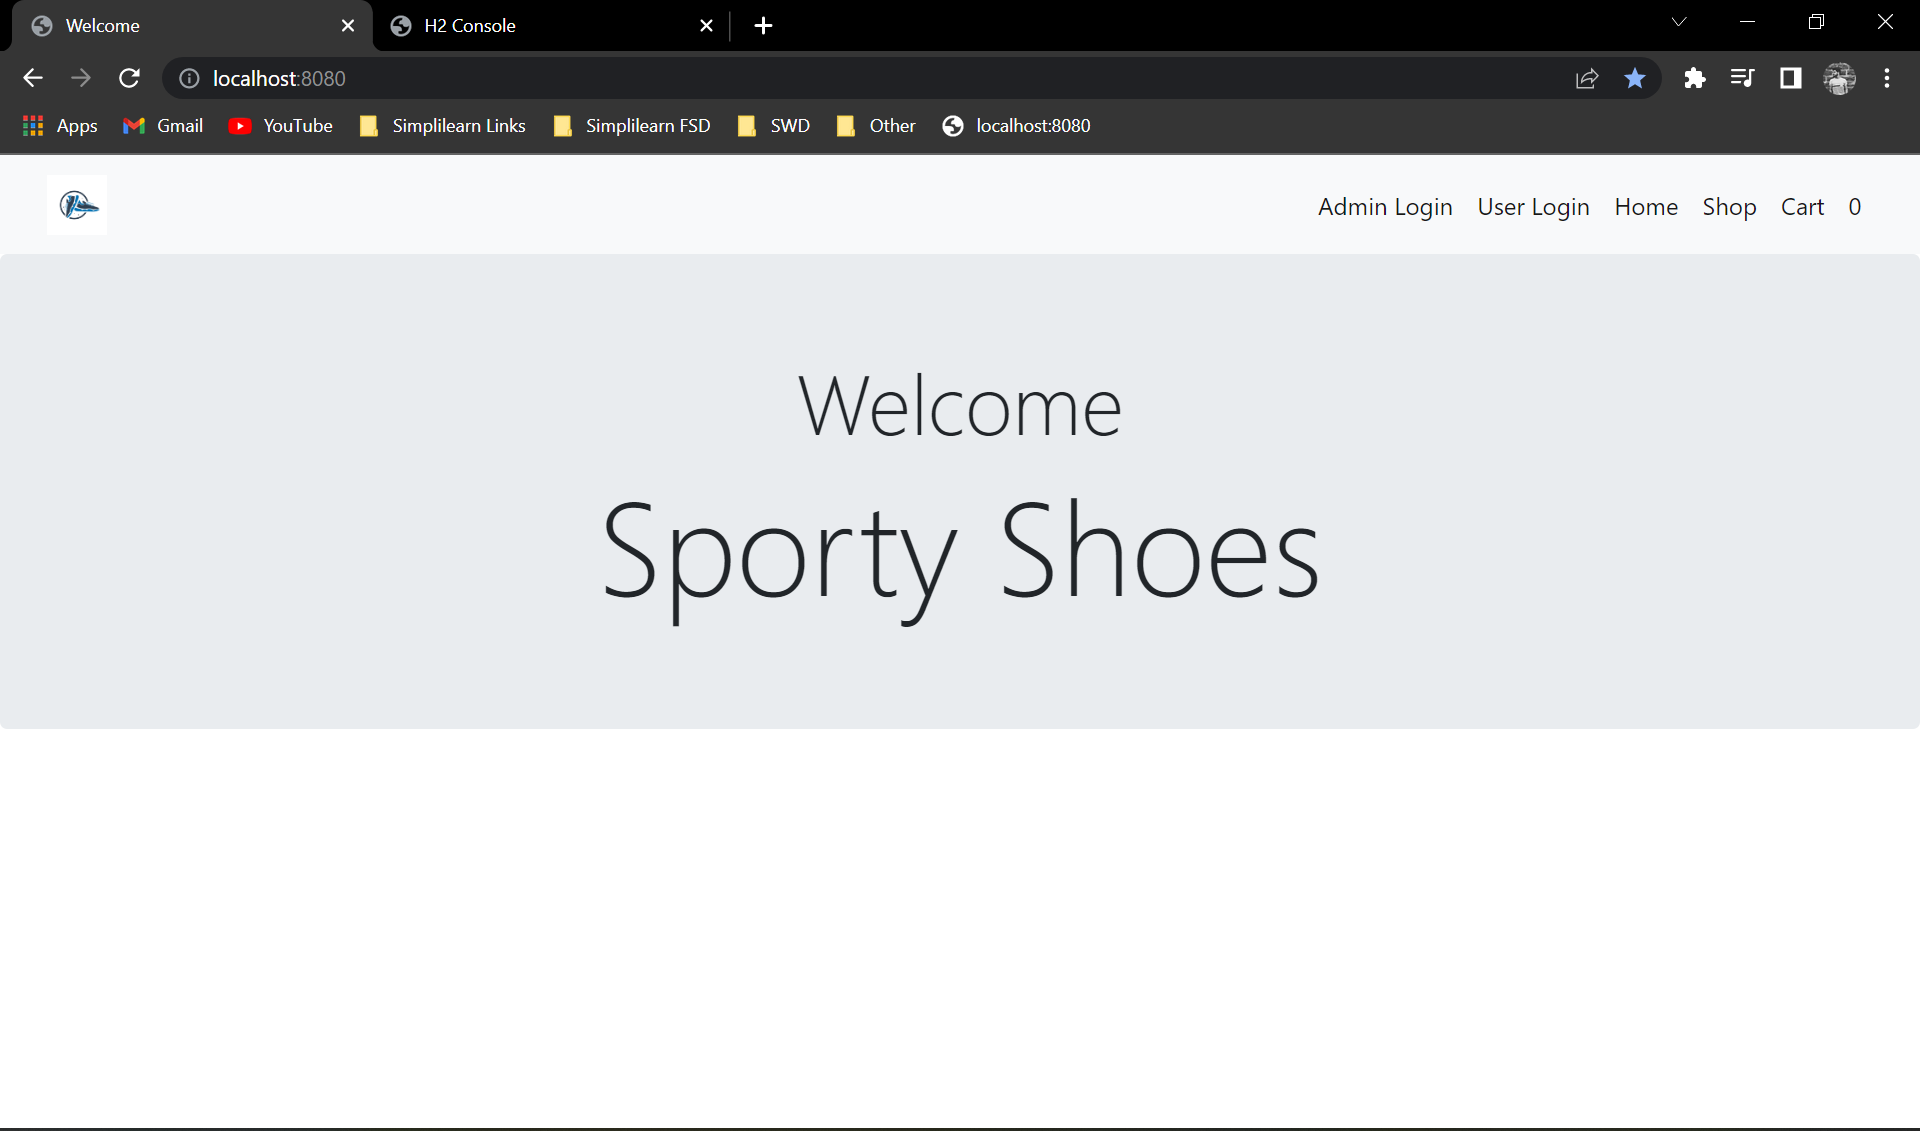 Welcome
H2 Console
localhost:8080
Apps
Gmail
YouTube
Simplilearn Links
Simplilearn FSD
SWD
Other
localhost:8080
Admin Login
User Login
Home
Shop
Cart
0
Welcome
Sporty Shoes